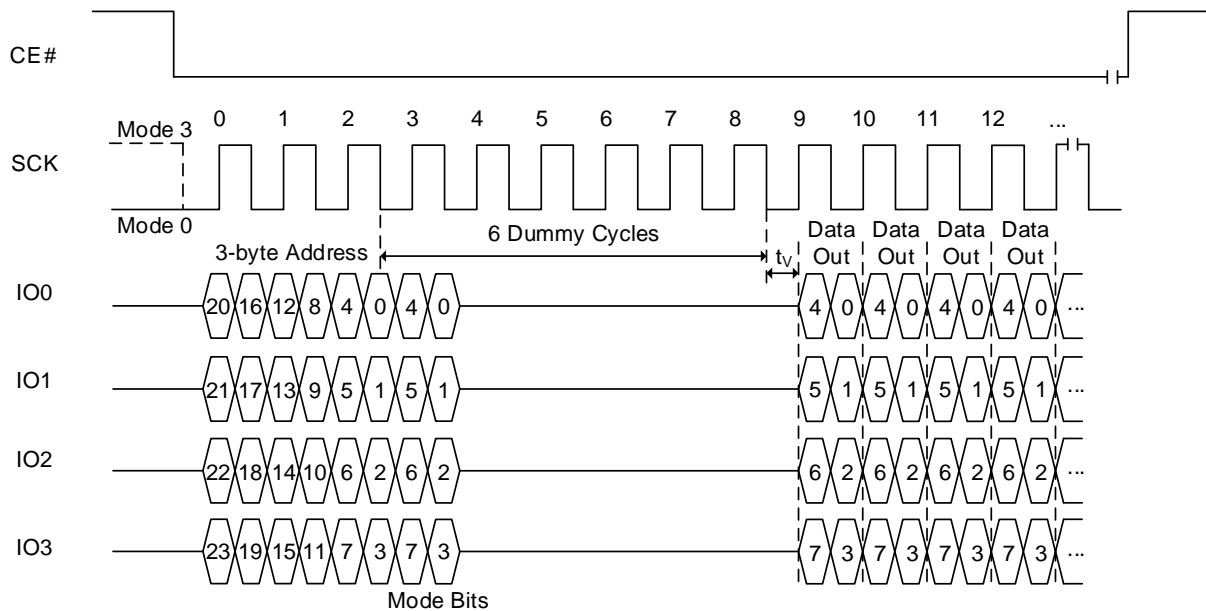 CE#
0 1 2 3 4 5 6 7 8 9 10 11 12 ...
Mode 3
SCK
Mode 0
6 Dummy Cycles
Data Data Data Data
Out Out Out Out
3-byte Address
tV
IO0
20 16 12 8 4 0 4 0 4 0 4 0 4 0 4 0 ...
IO1
21 17 13 9 5 1 5 1 5 1 5 1 5 1 5 1 ...
IO2
22 18 14 10 6 2 6 2 6 2 6 2 6 2 6 2 ...
IO3
23 19 15 11 7 3 7 3 7 3 7 3 7 3 7 3 ...
Mode Bits